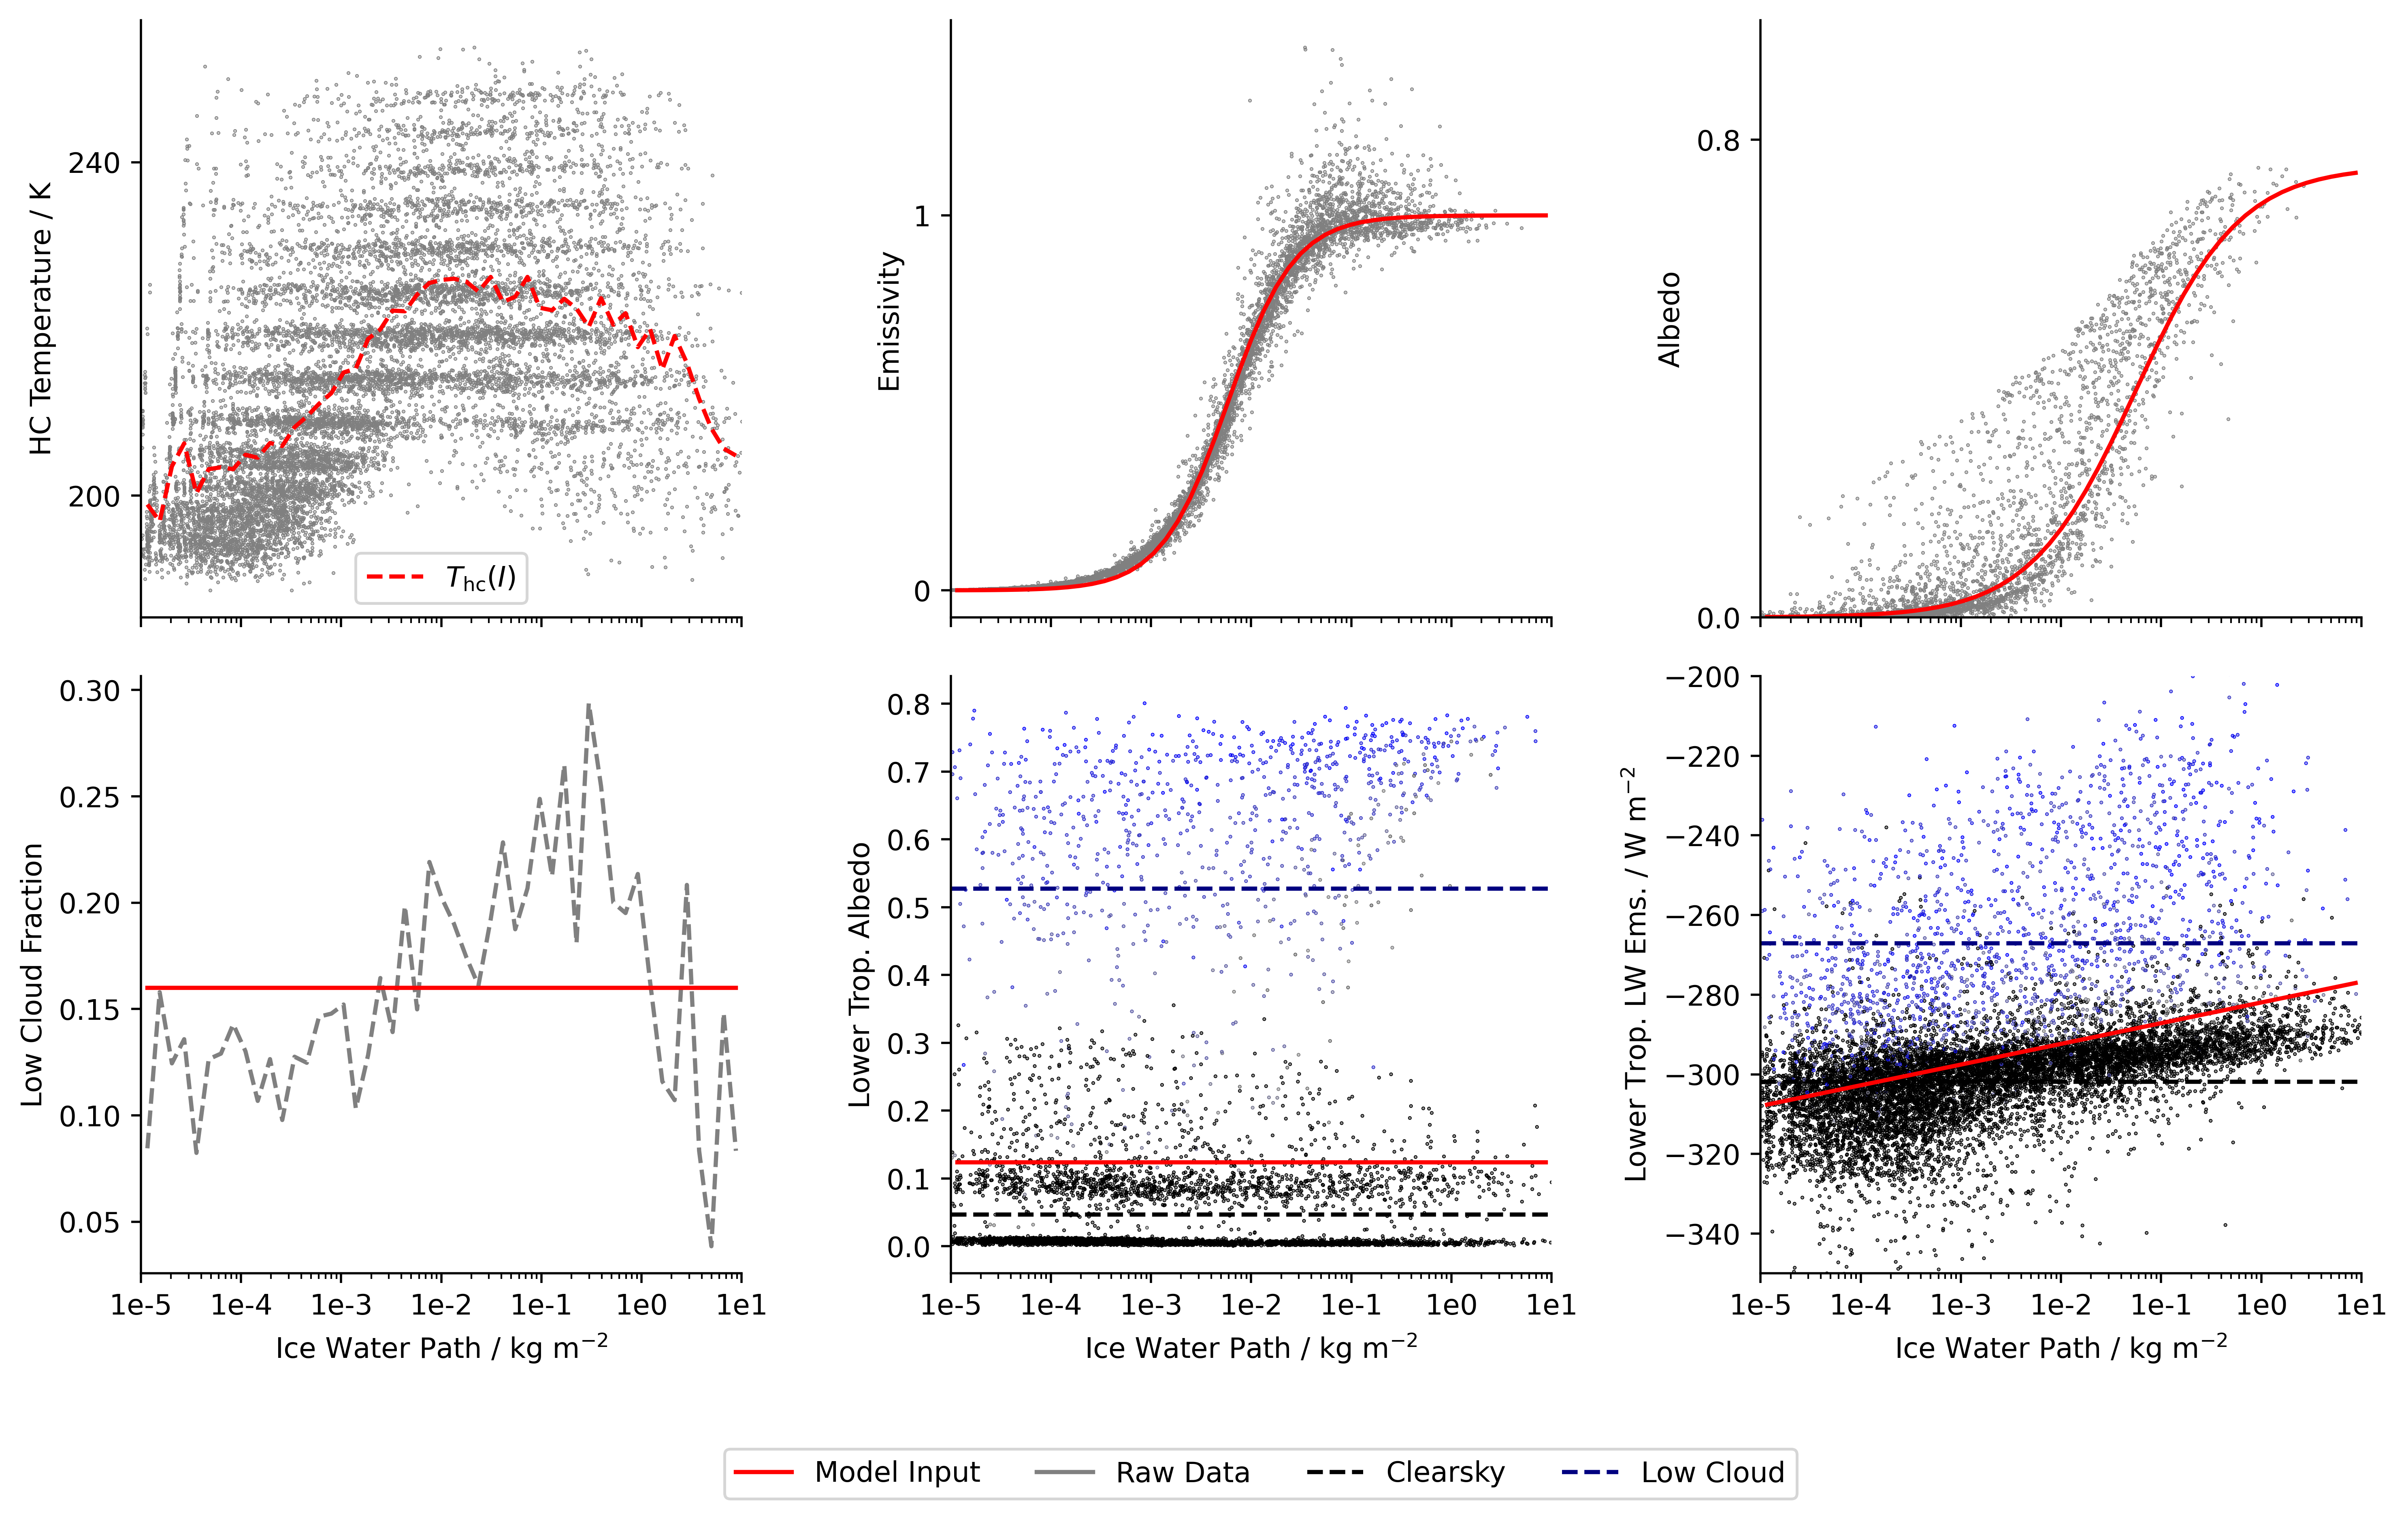 HC Temperature / K
240
200
T_hc(I)
Emissivity
1
0
Albedo
0.8
0.0
Low Cloud Fraction
0.30
0.25
0.20
0.15
0.10
0.05
1e-5 1e-4 1e-3 1e-2 1e-1 1e0 1e1
Ice Water Path / kg m⁻²
Lower Trop. Albedo
0.8
0.7
0.6
0.5
0.4
0.3
0.2
0.1
0.0
1e-5 1e-4 1e-3 1e-2 1e-1 1e0 1e1
Ice Water Path / kg m⁻²
Lower Trop. LW Ems. / W m⁻²
−200
−220
−240
−260
−280
−300
−320
−340
1e-5 1e-4 1e-3 1e-2 1e-1 1e0 1e1
Ice Water Path / kg m⁻²
Model Input Raw Data Clearsky Low Cloud